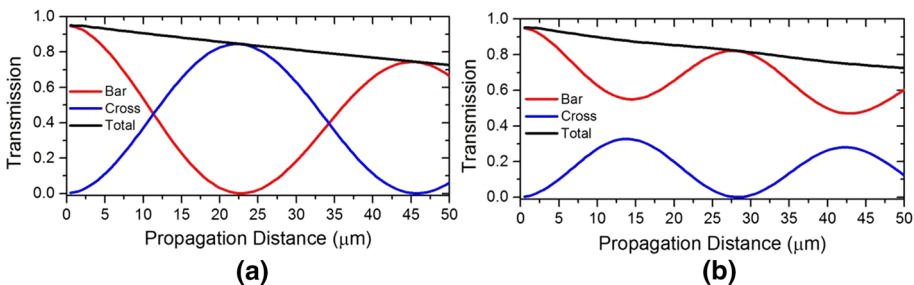 1.0
0.8
0.6
0.4
0.2
0.0
Transmission
Bar
Cross
Total
0 5 10 15 20 25 30 35 40 45 50
Propagation Distance (μm)
(a)
1.0
0.8
0.6
0.4
0.2
0.0
Transmission
Bar
Cross
Total
0 5 10 15 20 25 30 35 40 45 50
Propagation Distance (μm)
(b)